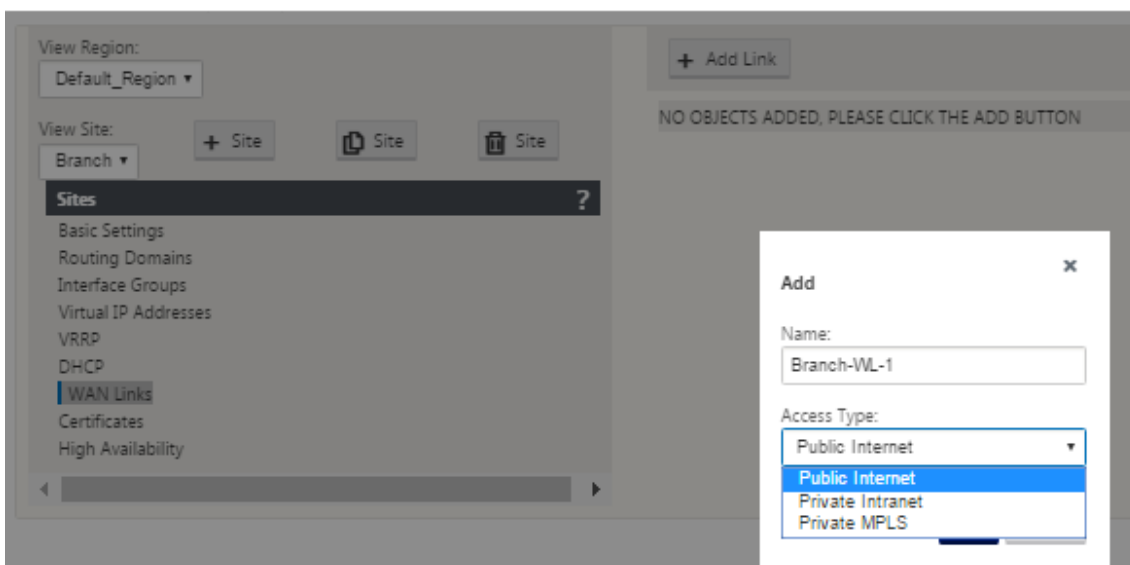 View Region:
Default_Region
+ Add Link
NO OBJECTS ADDED, PLEASE CLICK THE ADD BUTTON
View Site:
Branch
+ Site
Site
Site
Sites ?
Basic Settings
Routing Domains
Interface Groups
Virtual IP Addresses
VRRP
DHCP
WAN Links
Certificates
High Availability
Add
Name:
Branch-WL-1
Access Type:
Public Internet
Public Internet
Private Intranet
Private MPLS